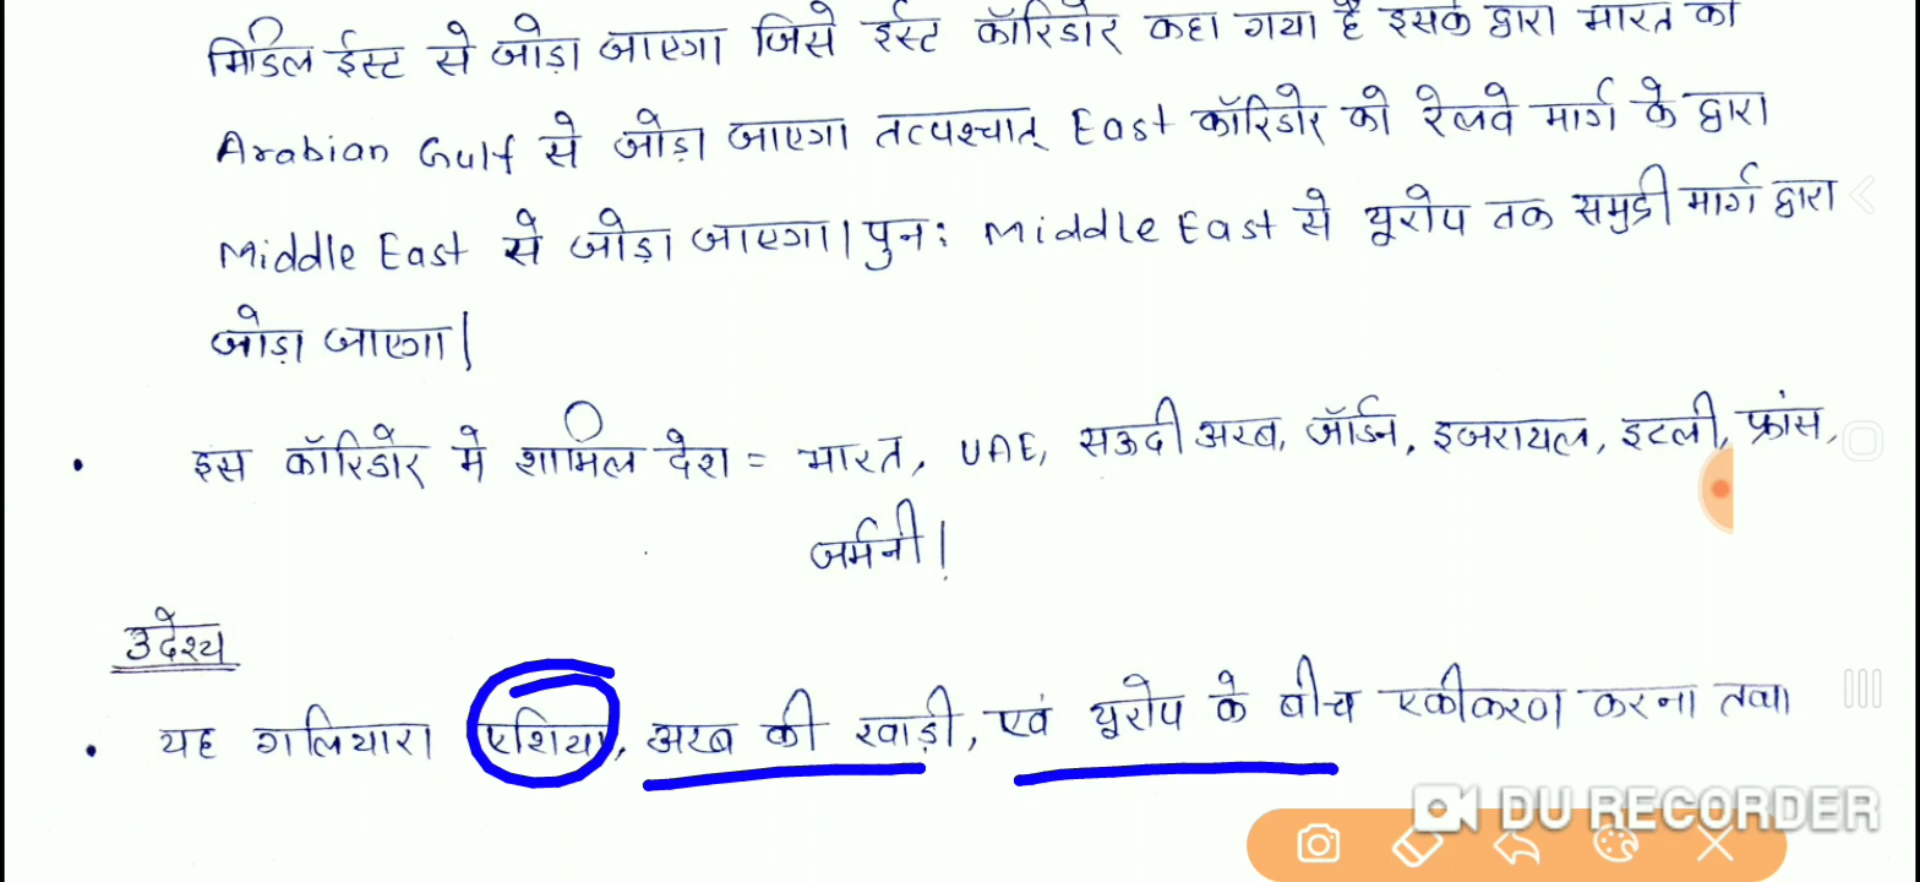 मिडिल ईस्ट से जोड़ा जाएगा जिसे ईस्ट कॉरिडोर कहा गया है इसके द्वारा भारत को
Arabian Gulf से जोड़ा जाएगा तत्पश्चात् East कॉरिडोर को रेलवे मार्ग के द्वारा
Middle East से जोड़ा जाएगा। पुनः Middle East से यूरोप तक समुद्री मार्ग द्वारा
जोड़ा जाएगा।
• इस कॉरिडोर मे शामिल देश = भारत, UAE, सऊदी अरब, जॉर्डन, इजरायल, इटली, फ्रांस,
जर्मनी।
उदेश्य
• यह गलियारा एशिया, अरब की खाड़ी, एवं यूरोप के बीच एकीकरण करना तथा
DU RECORDER